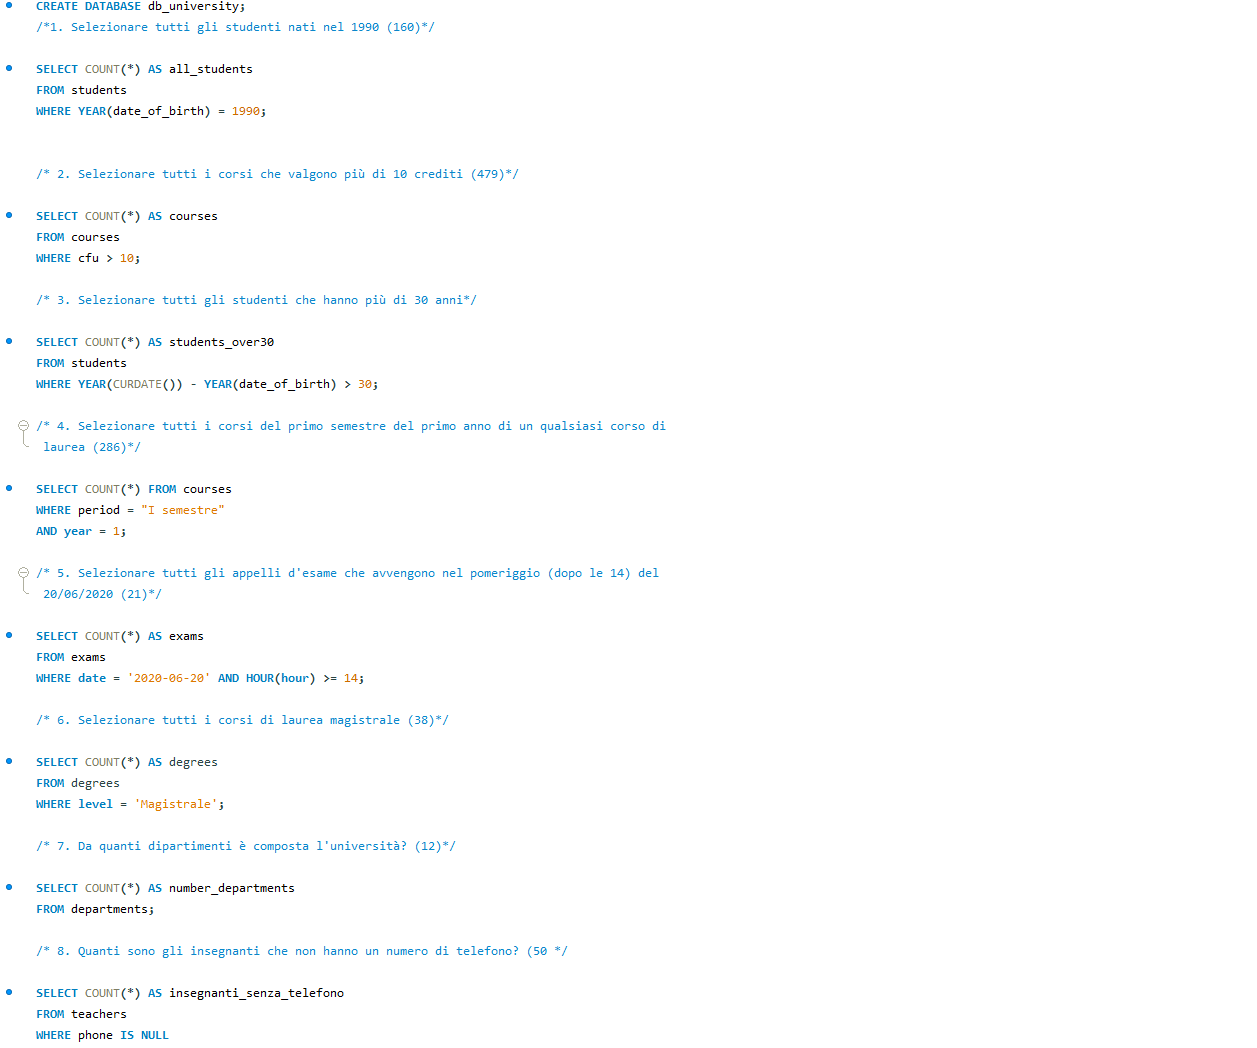 CREATE DATABASE db_university;
/*1. Selezionare tutti gli studenti nati nel 1990 (160)*/
SELECT COUNT(*) AS all_students
FROM students
WHERE YEAR(date_of_birth) = 1990;
/* 2. Selezionare tutti i corsi che valgono più di 10 crediti (479)*/
SELECT COUNT(*) AS courses
FROM courses
WHERE cfu > 10;
/* 3. Selezionare tutti gli studenti che hanno più di 30 anni*/
SELECT COUNT(*) AS students_over30
FROM students
WHERE YEAR(CURDATE()) - YEAR(date_of_birth) > 30;
/* 4. Selezionare tutti i corsi del primo semestre del primo anno di un qualsiasi corso di
laurea (286)*/
SELECT COUNT(*) FROM courses
WHERE period = "I semestre"
AND year = 1;
/* 5. Selezionare tutti gli appelli d'esame che avvengono nel pomeriggio (dopo le 14) del
20/06/2020 (21)*/
SELECT COUNT(*) AS exams
FROM exams
WHERE date = '2020-06-20' AND HOUR(hour) >= 14;
/* 6. Selezionare tutti i corsi di laurea magistrale (38)*/
SELECT COUNT(*) AS degrees
FROM degrees
WHERE level = 'Magistrale';
/* 7. Da quanti dipartimenti è composta l'università? (12)*/
SELECT COUNT(*) AS number_departments
FROM departments;
/* 8. Quanti sono gli insegnanti che non hanno un numero di telefono? (50 */
SELECT COUNT(*) AS insegnanti_senza_telefono
FROM teachers
WHERE phone IS NULL